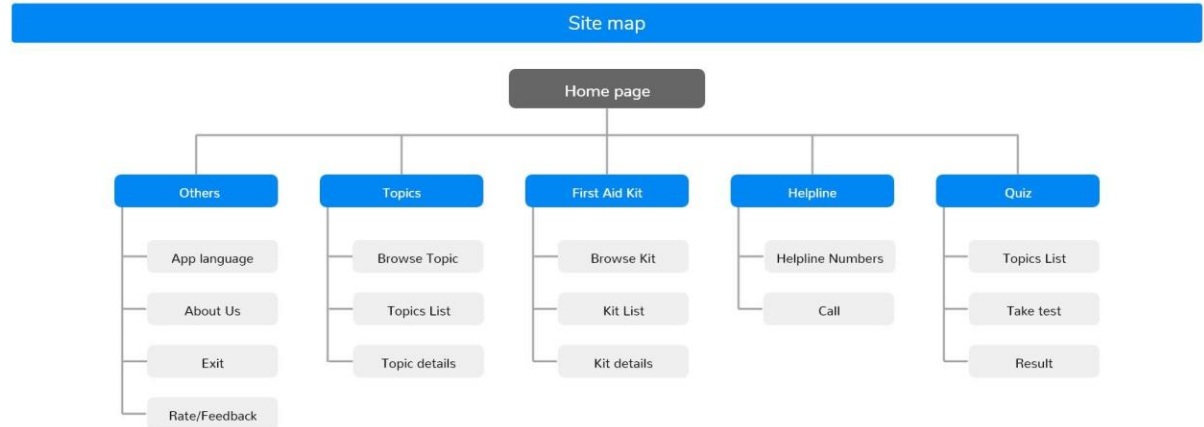 Site map
Home page
Others
Topics
First Aid Kit
Helpline
Quiz
App language
Browse Topic
Browse Kit
Helpline Numbers
Topics List
About Us
Topics List
Kit List
Call
Take test
Exit
Topic details
Kit details
Result
Rate/Feedback